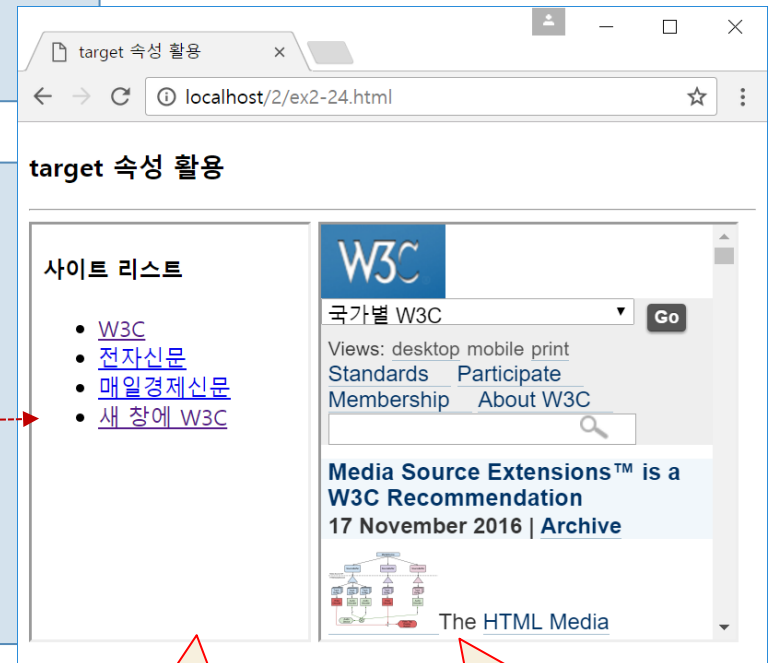 target 속성 활용
localhost/2/ex2-24.html
target 속성 활용
사이트 리스트
W3C
전자신문
매일경제신문
새 창에 W3C
W3C
국가별 W3C
Go
Views: desktop mobile print
Standards Participate
Membership About W3C
Media Source Extensions™ is a
W3C Recommendation
17 November 2016 | Archive
The HTML Media